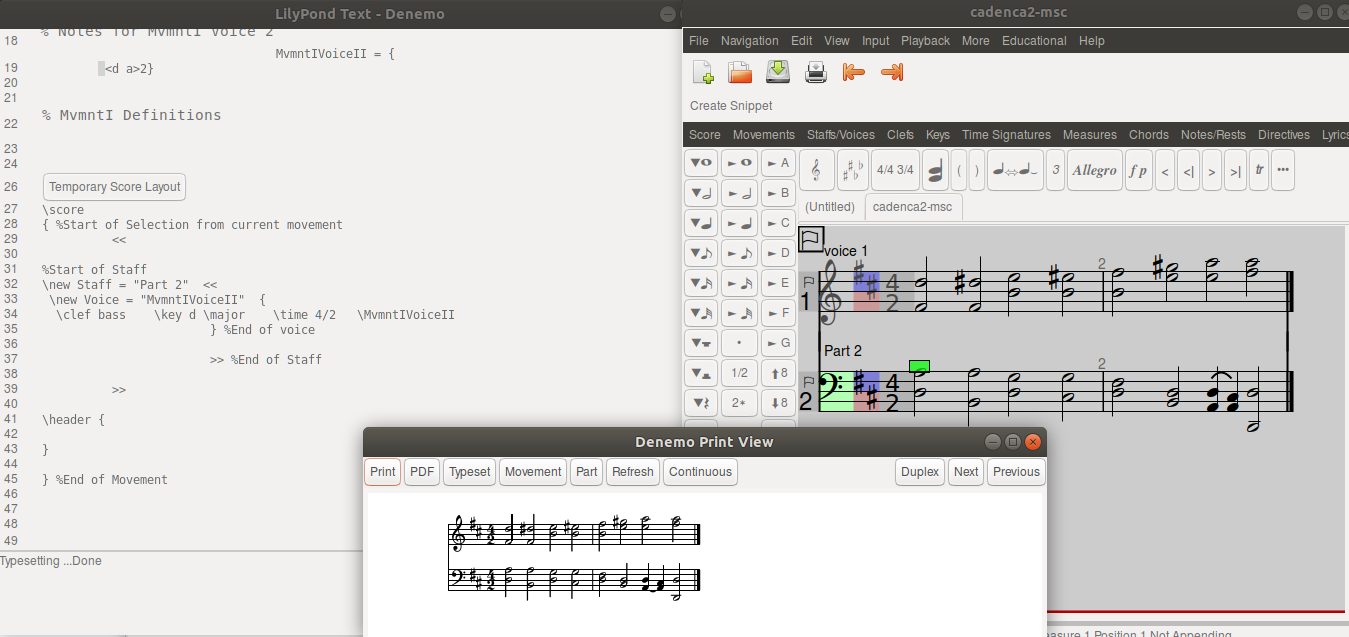 LilyPond Text - Denemo
18 % Notes for MvmntI Voice 2
MvmntIVoiceII = {
19 <d a>2}
20
21
22 % MvmntI Definitions
23
24
26 Temporary Score Layout
27 \score
28 { %Start of Selection from current movement
29 <<
30
31 %Start of Staff
32 \new Staff = "Part 2" <<
33 \new Voice = "MvmntIVoiceII" {
34 \clef bass \key d \major \time 4/2 \MvmntIVoiceII
35 } %End of voice
36
37 >> %End of Staff
38
39 >>
40
41 \header {
42
43 }
44
45 } %End of Movement
46
47
48
49
Typesetting ...Done
cadenca2-msc
File Navigation Edit View Input Playback More Educational Help
Create Snippet
Score Movements Staffs/Voices Clefs Keys Time Signatures Measures Chords Notes/Rests Directives Lyrics
4/4 3/4 ( ) 3 Allegro fp < <| > >| tr •••
(Untitled) cadenca2-msc
A
B
C
D
E
F
G
1/2 8
2* 8
voice 1
1 4 2 2
Part 2
2 4 2 2
Denemo Print View
Print PDF Typeset Movement Part Refresh Continuous Duplex Next Previous
easure 1 Position 1 Not Appending